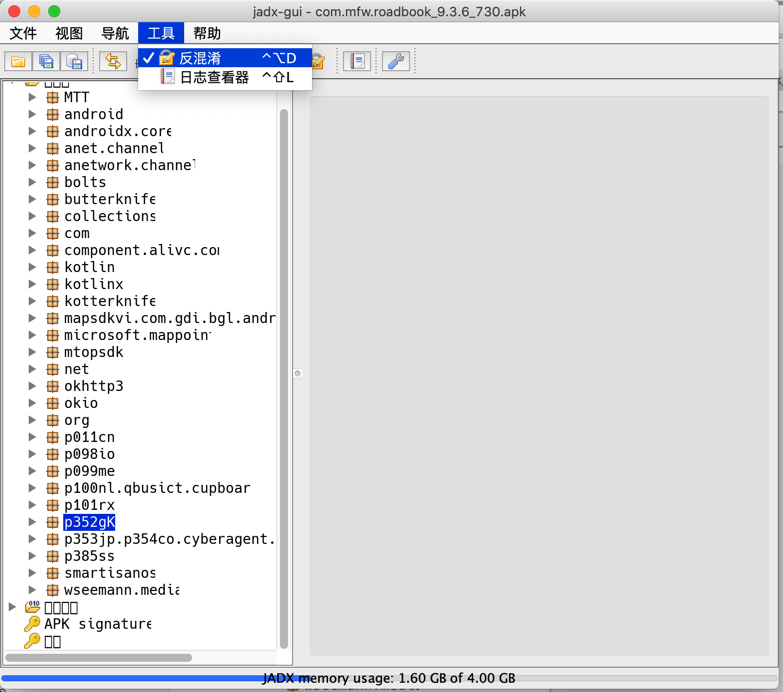 jadx-gui - com.mfw.roadbook_9.3.6_730.apk
文件 视图 导航 工具 帮助
反混淆 ^⌥D
日志查看器 ^⇧L
MTT
android
androidx.core
anet.channel
anetwork.channel
bolts
butterknife
collections
com
component.alivc.com
kotlin
kotlinx
kotterknife
mapsdkvi.com.gdi.bgl.andr
microsoft.mappoint
mtopsdk
net
okhttp3
okio
org
p011cn
p098io
p099me
p100nl.qbusict.cupboar
p101rx
p352gK
p353jp.p354co.cyberagent.
p385ss
smartisanos
wseemann.media
APK signature
JADX memory usage: 1.60 GB of 4.00 GB